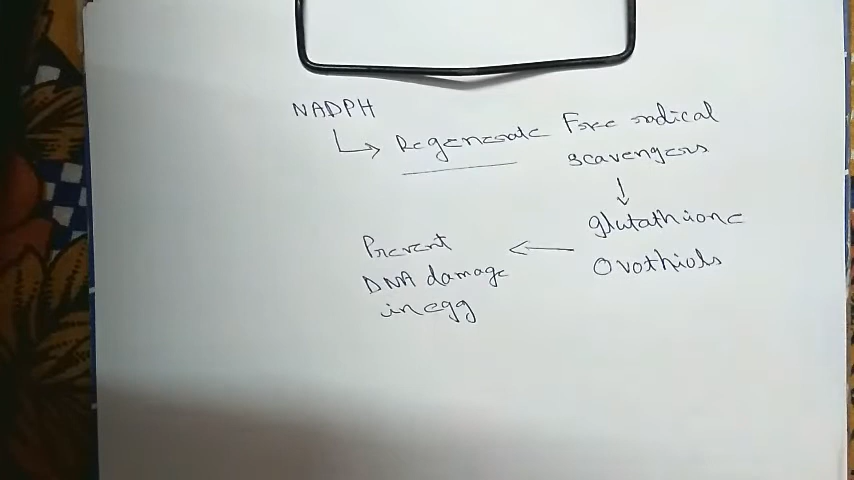 NADPH
↳ Regenerate Free radical
scavengers
↓
glutathione
Ovothiols
←
Prevent
DNA damage
in egg